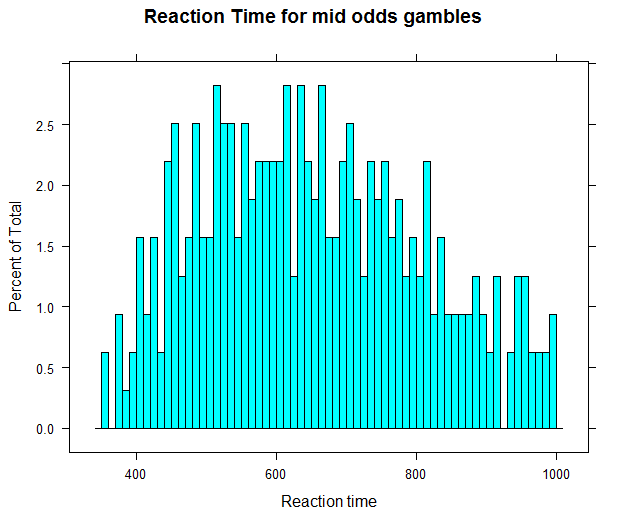 Reaction Time for mid odds gambles
Percent of Total
2.5
2.0
1.5
1.0
0.5
0.0
400 600 800 1000
Reaction time